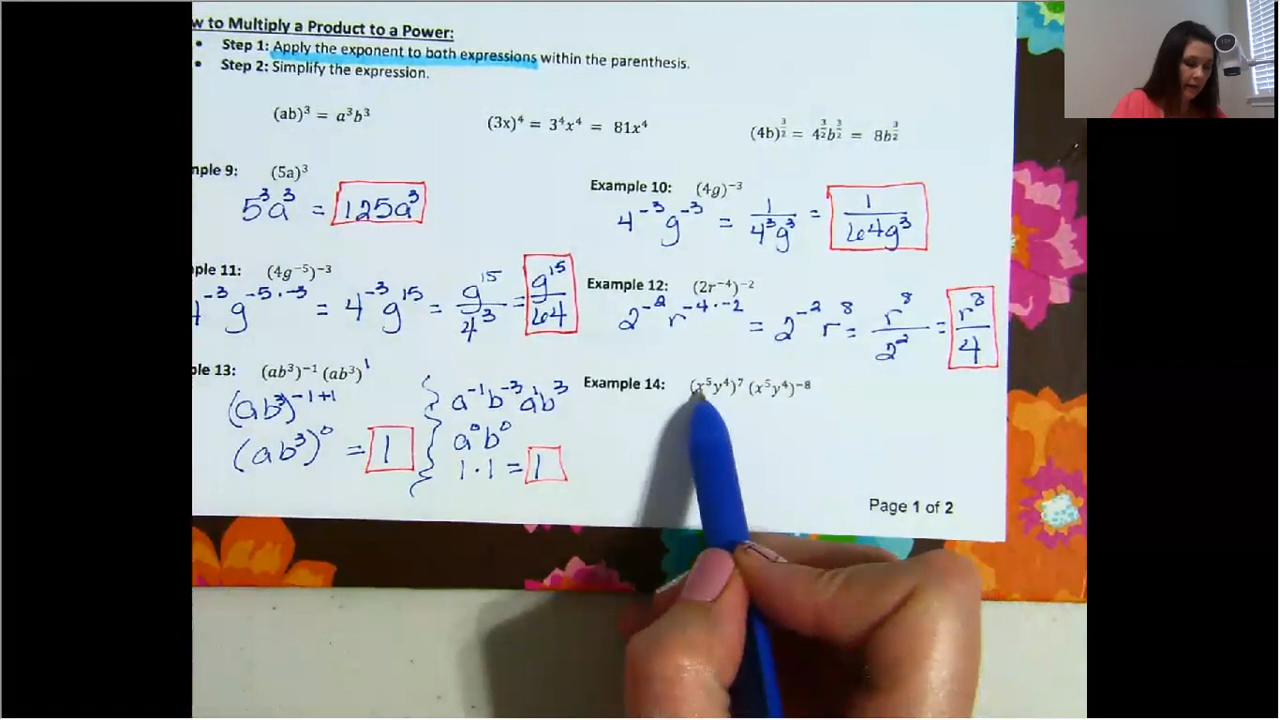 w to Multiply a Product to a Power:
• Step 1: Apply the exponent to both expressions within the parenthesis.
• Step 2: Simplify the expression.
(ab)³ = a³b³
(3x)⁴ = 3⁴x⁴ = 81x⁴
(4b)^(3/2) = 4^(3/2)b^(3/2) = 8b^(3/2)
nple 9: (5a)³
5³a³ = 125a³
Example 10: (4g)⁻³
4⁻³g⁻³ = 1/4³g³ = 1/64g³
ple 11: (4g⁻⁵)⁻³
4⁻³g⁻⁵·⁻³ = 4⁻³g¹⁵ = g¹⁵/4³ = g¹⁵/64
Example 12: (2r⁻⁴)⁻²
2⁻²r⁻⁴·⁻² = 2⁻²r⁸ = r⁸/2² = r⁸/4
le 13: (ab³)⁻¹(ab³)¹
(ab³)⁻¹⁺¹
(ab³)⁰ = 1
a⁻¹b⁻³a¹b³
a⁰b⁰
1·1 = 1
Example 14: (x⁵y⁴)⁷(x⁵y⁴)⁻⁸
Page 1 of 2